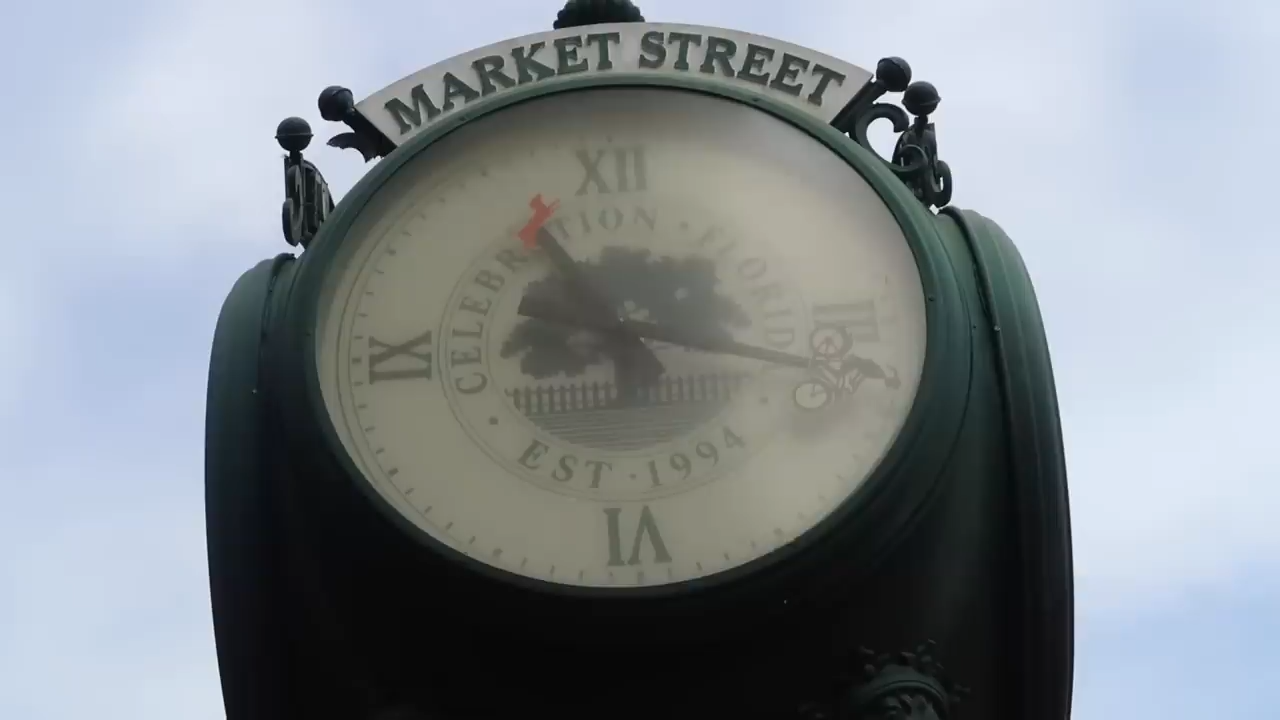 MARKET STREET
XII
CELEBRATION · FLORIDA
III
IX
· EST · 1994 ·
VI